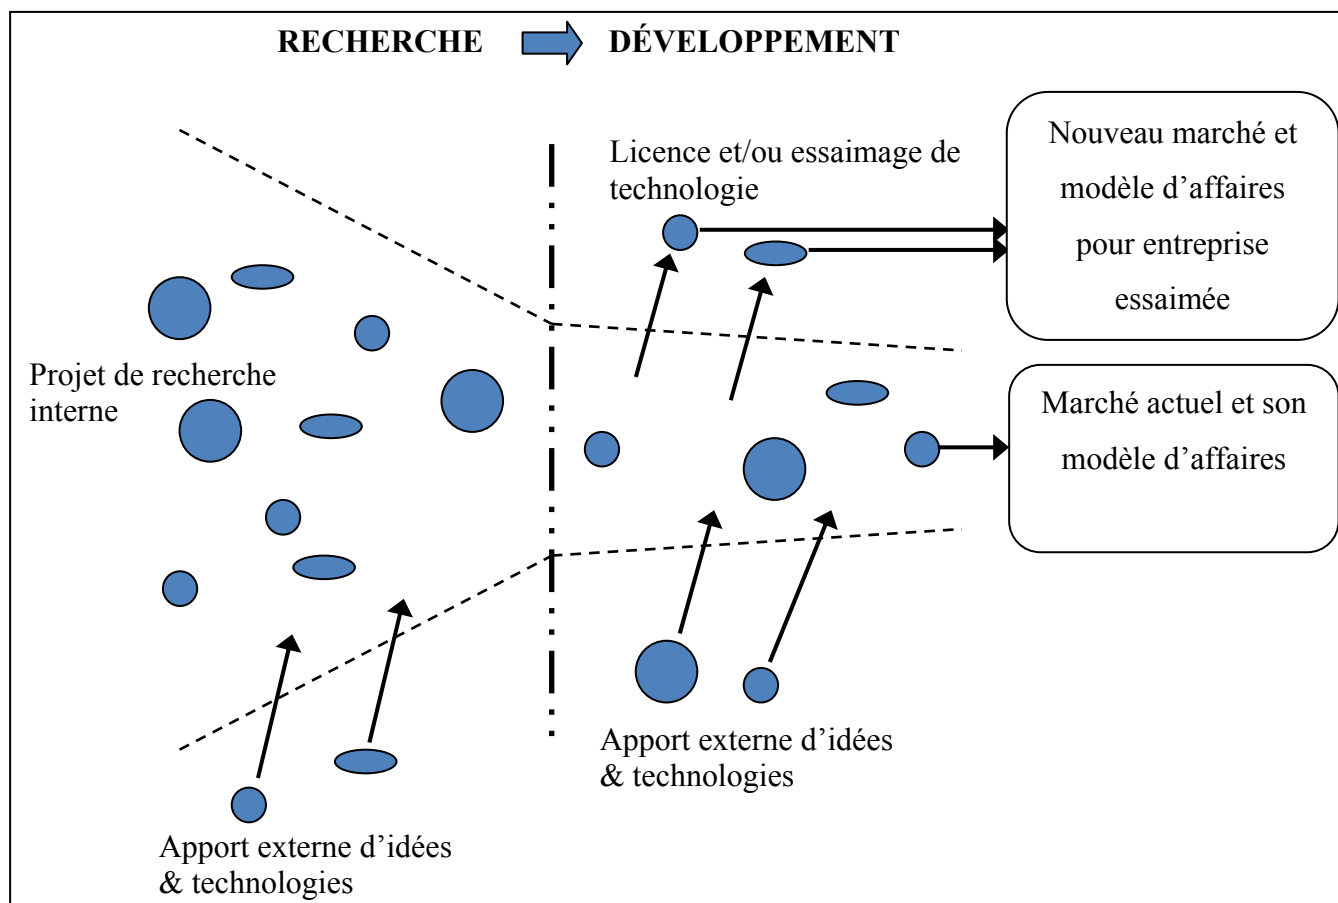 RECHERCHE DÉVELOPPEMENT
Licence et/ou essaimage de
technologie
Nouveau marché et
modèle d’affaires
pour entreprise
essaimée
Projet de recherche
interne
Marché actuel et son
modèle d’affaires
Apport externe d’idées
& technologies
Apport externe d’idées
& technologies